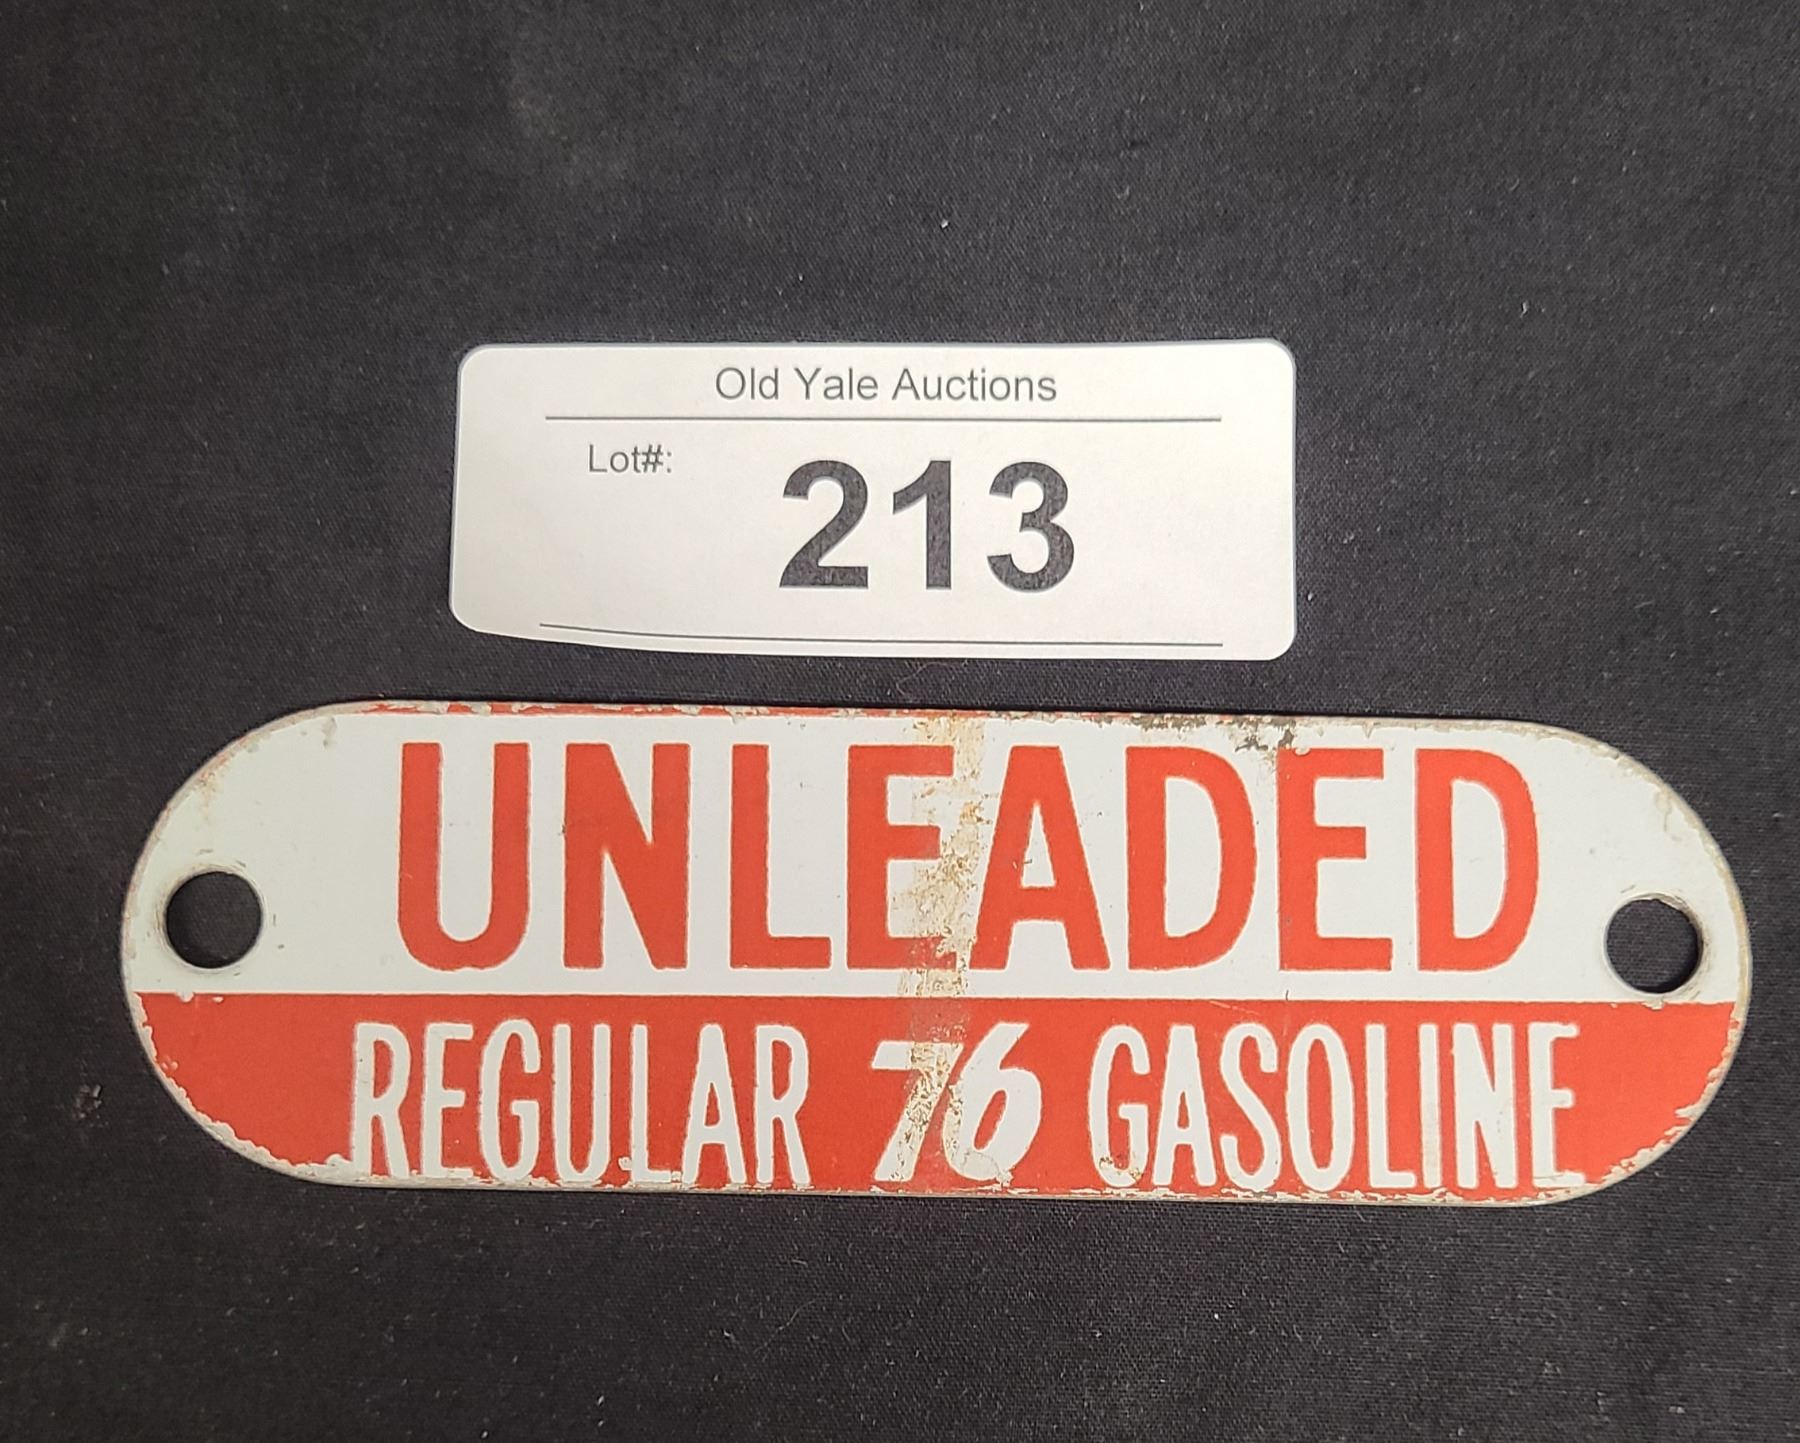 Old Yale Auctions
Lot#: 213
UNLEADED
REGULAR 76 GASOLINE